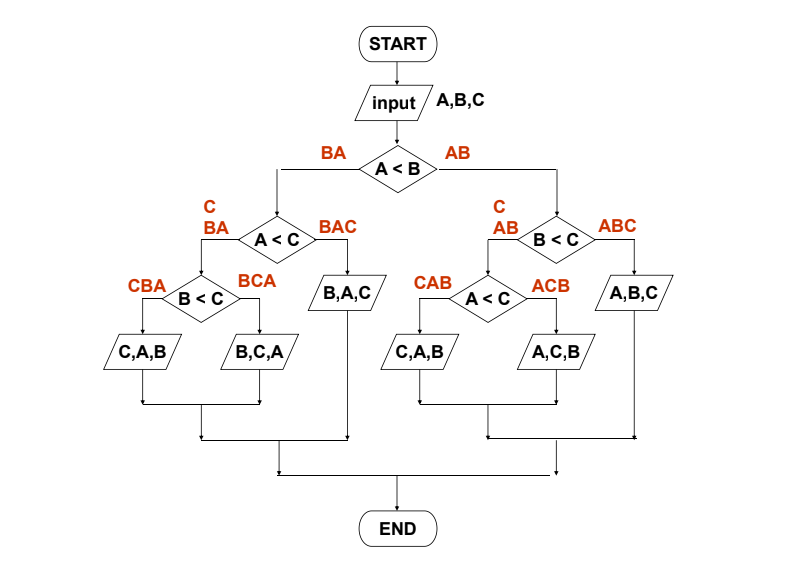 START
input A,B,C
BA A < B AB
C
BA A < C BAC
C
AB B < C ABC
CBA B < C BCA
B,A,C
CAB A < C ACB
A,B,C
C,A,B
B,C,A
C,A,B
A,C,B
END